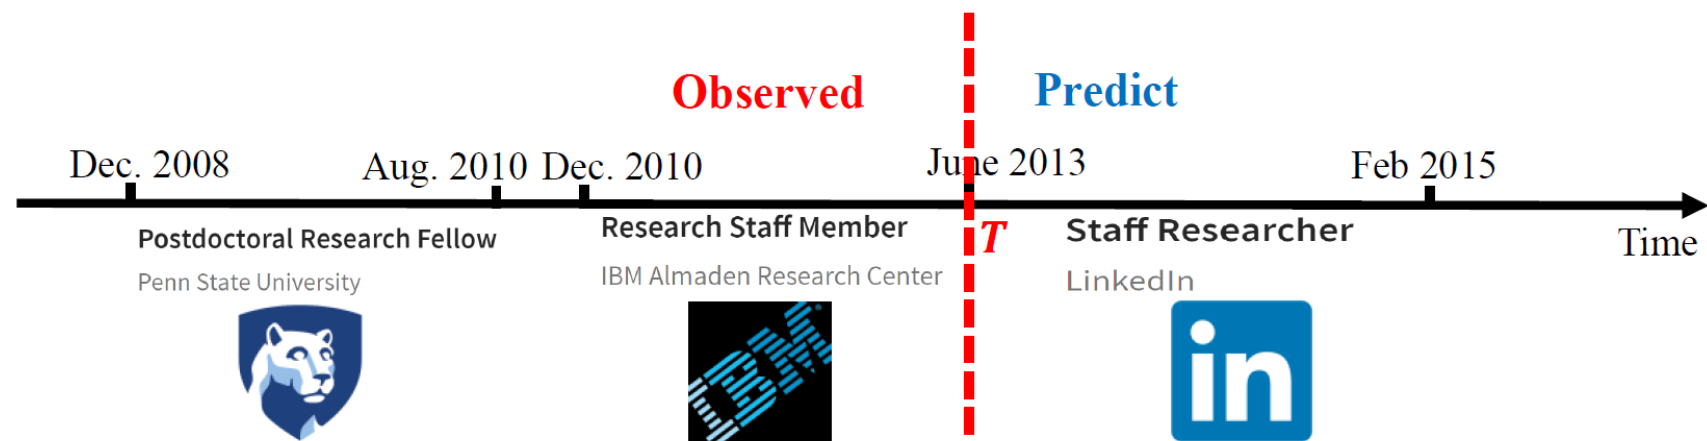 Observed
Predict
Dec. 2008
Aug. 2010
Dec. 2010
June 2013
Feb 2015
Postdoctoral Research Fellow
Penn State University
Research Staff Member
IBM Almaden Research Center
T
Staff Researcher
LinkedIn
Time
IBM
in